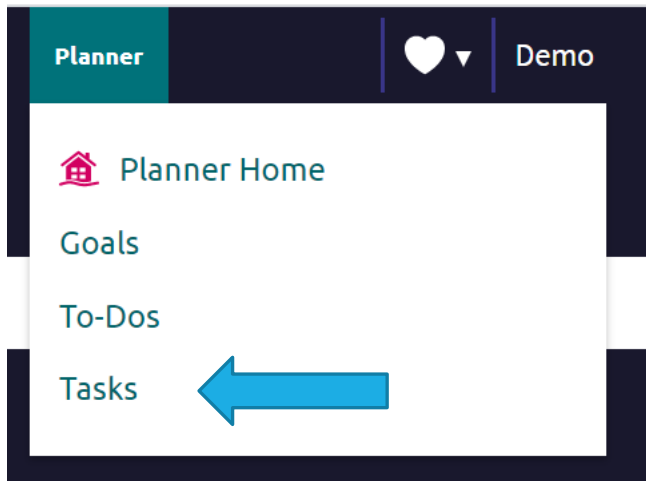 Planner
Demo
Planner Home
Goals
To-Dos
Tasks